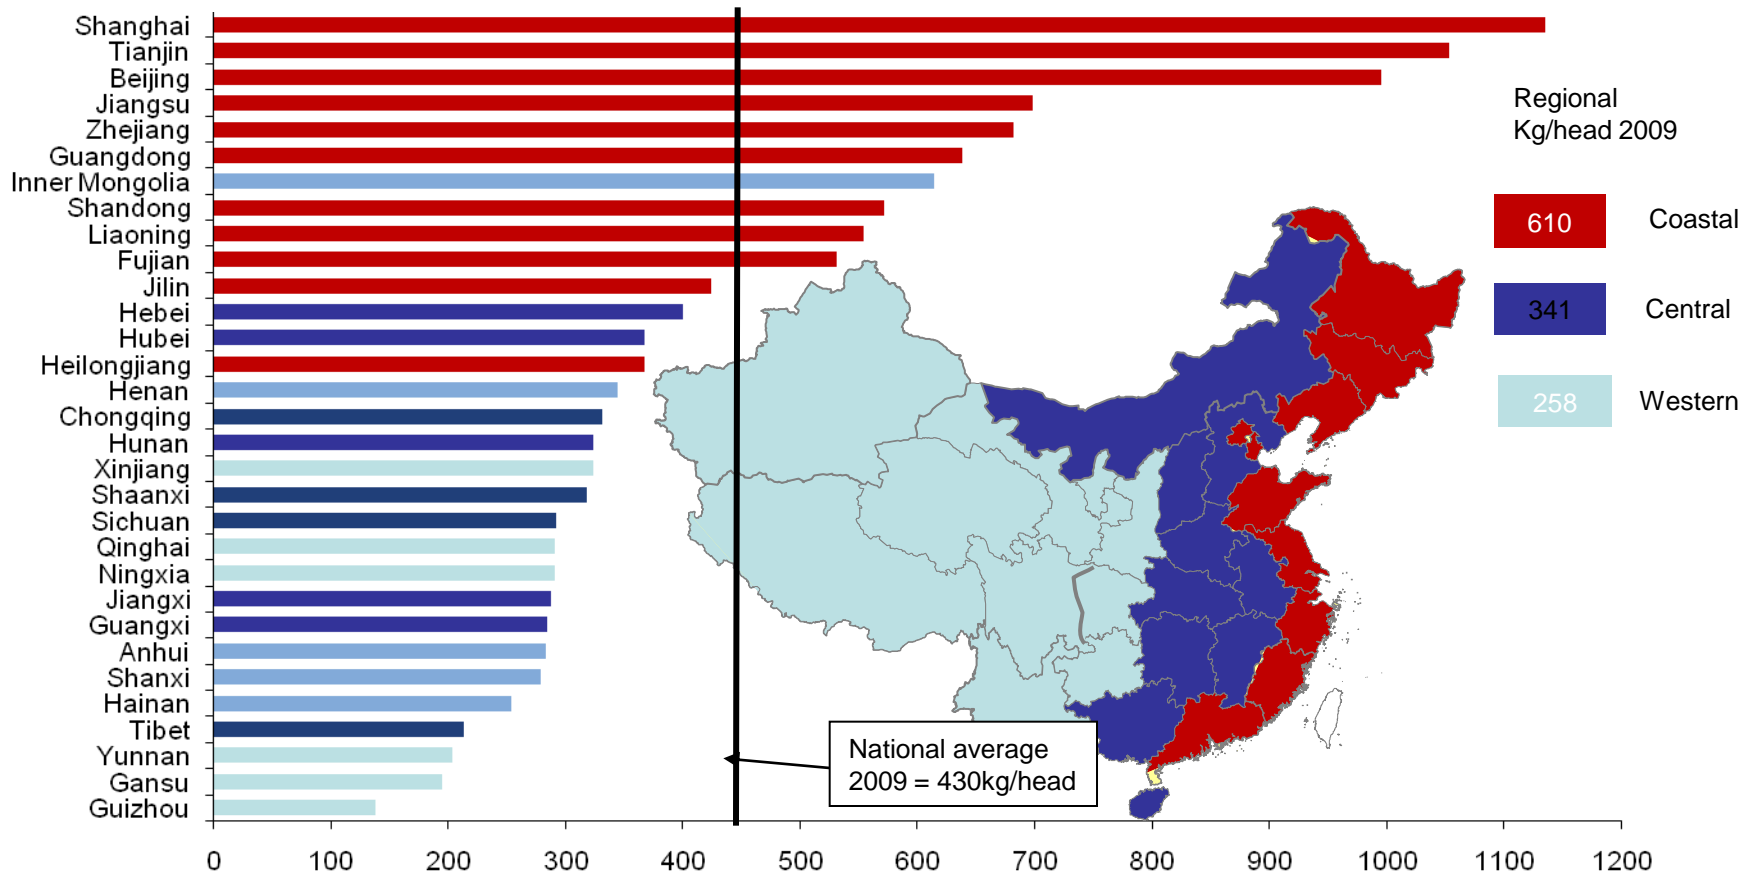 Shanghai
Tianjin
Beijing
Jiangsu
Zhejiang
Guangdong
Inner Mongolia
Shandong
Liaoning
Fujian
Jilin
Hebei
Hubei
Heilongjiang
Henan
Chongqing
Hunan
Xinjiang
Shaanxi
Sichuan
Qinghai
Ningxia
Jiangxi
Guangxi
Anhui
Shanxi
Hainan
Tibet
Yunnan
Gansu
Guizhou
0 100 200 300 400 500 600 700 800 900 1000 1100 1200
Regional
Kg/head 2009
610 Coastal
341 Central
258 Western
National average
2009 = 430kg/head